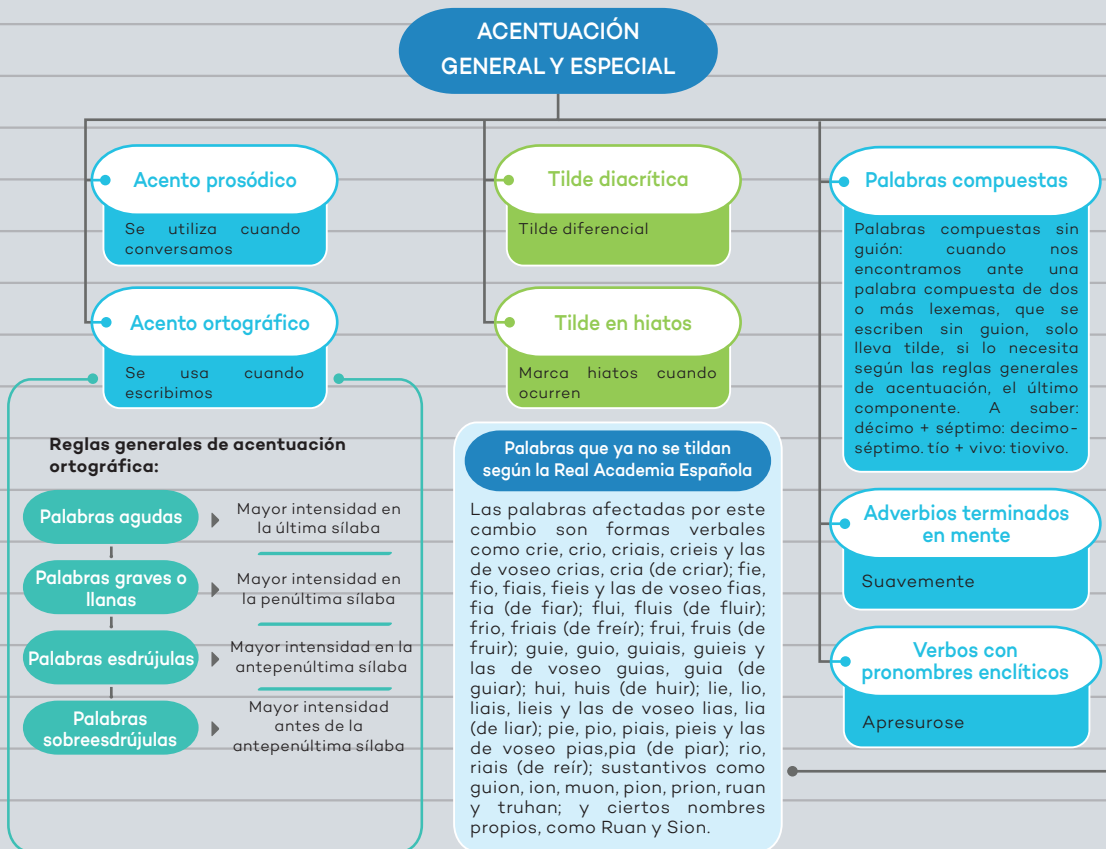 ACENTUACIÓN
GENERAL Y ESPECIAL
Acento prosódico
Se utiliza cuando
conversamos
Acento ortográfico
Se usa cuando
escribimos
Reglas generales de acentuación
ortográfica:
Palabras agudas
Mayor intensidad en
la última sílaba
Palabras graves o
llanas
Mayor intensidad en
la penúltima sílaba
Palabras esdrújulas
Mayor intensidad en la
antepenúltima sílaba
Palabras
sobreesdrújulas
Mayor intensidad
antes de la
antepenúltima sílaba
Tilde diacrítica
Tilde diferencial
Tilde en hiatos
Marca hiatos cuando
ocurren
Palabras que ya no se tildan
según la Real Academia Española
Las palabras afectadas por este
cambio son formas verbales
como crie, crio, criais, crieis y las
de voseo crias, cria (de criar); fie,
fio, fiais, fieis y las de voseo fias,
fia (de fiar); flui, fluis (de fluir);
frio, friais (de freír); frui, fruis (de
fruir); guie, guio, guiais, guieis y
las de voseo guias, guia (de
guiar); hui, huis (de huir); lie, lio,
liais, lieis y las de voseo lias, lia
(de liar); pie, pio, piais, pieis y las
de voseo pias,pia (de piar); rio,
riais (de reír); sustantivos como
guion, ion, muon, pion, prion, ruan
y truhan; y ciertos nombres
propios, como Ruan y Sion.
Palabras compuestas
Palabras compuestas sin
guión: cuando nos
encontramos ante una
palabra compuesta de dos
o más lexemas, que se
escriben sin guion, solo
lleva tilde, si lo necesita
según las reglas generales
de acentuación, el último
componente. A saber:
décimo + séptimo: decimo-
séptimo. tío + vivo: tiovivo.
Adverbios terminados
en mente
Suavemente
Verbos con
pronombres enclíticos
Apresurose